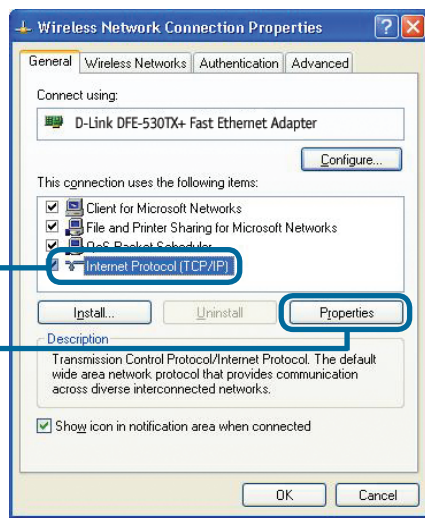 Wireless Network Connection Properties
General Wireless Networks Authentication Advanced
Connect using:
D-Link DFE-530TX+ Fast Ethernet Adapter
Configure...
This connection uses the following items:
Client for Microsoft Networks
File and Printer Sharing for Microsoft Networks
QoS Packet Scheduler
Internet Protocol (TCP/IP)
Install... Uninstall Properties
Description
Transmission Control Protocol/Internet Protocol. The default
wide area network protocol that provides communication
across diverse interconnected networks.
Show icon in notification area when connected
OK Cancel